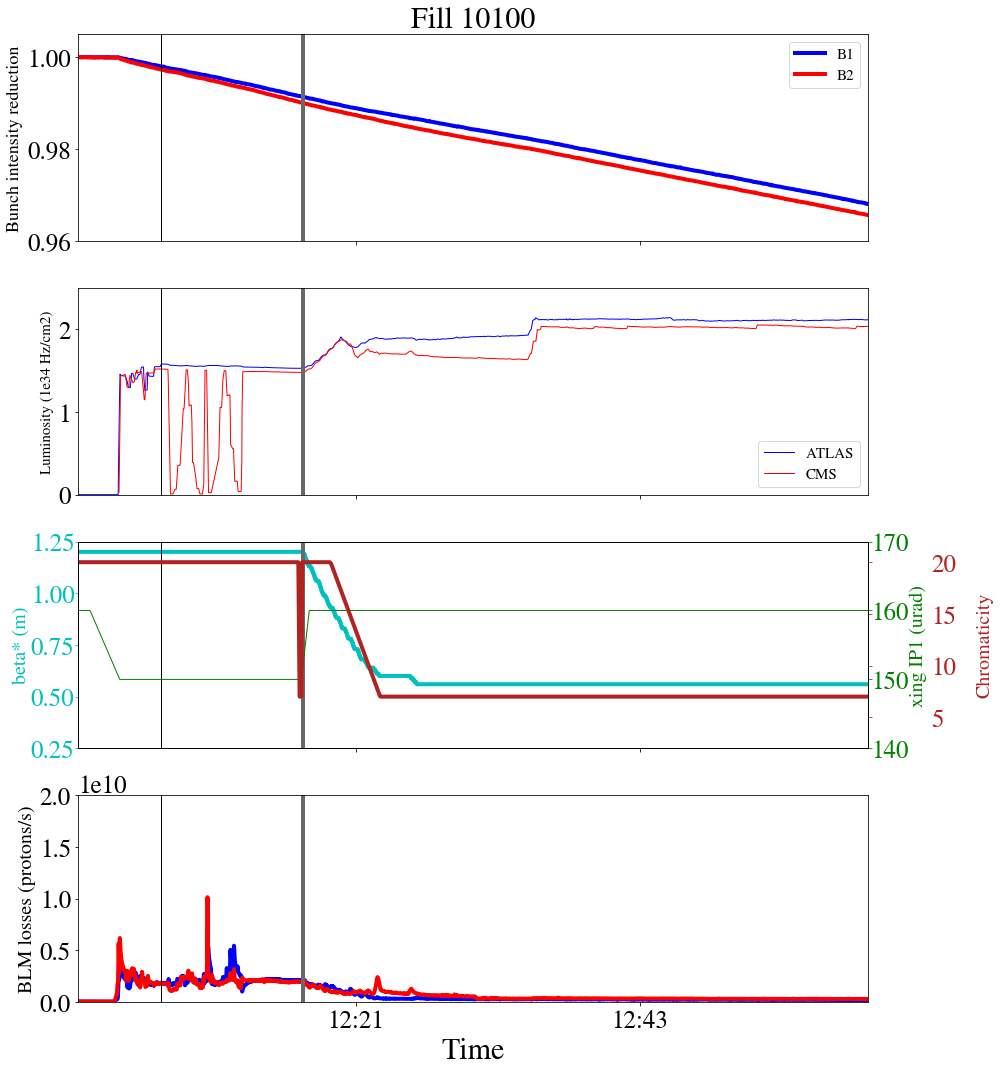 Fill 10100
Bunch intensity reduction
1.00
0.98
0.96
B1
B2
Luminosity (1e34 Hz/cm2)
2
1
0
ATLAS
CMS
beta* (m)
1.25
1.00
0.75
0.50
0.25
170
160
150
140
xing IP1 (urad)
20
15
10
5
Chromaticity
1e10
BLM losses (protons/s)
2.0
1.5
1.0
0.5
0.0
12:21
12:43
Time